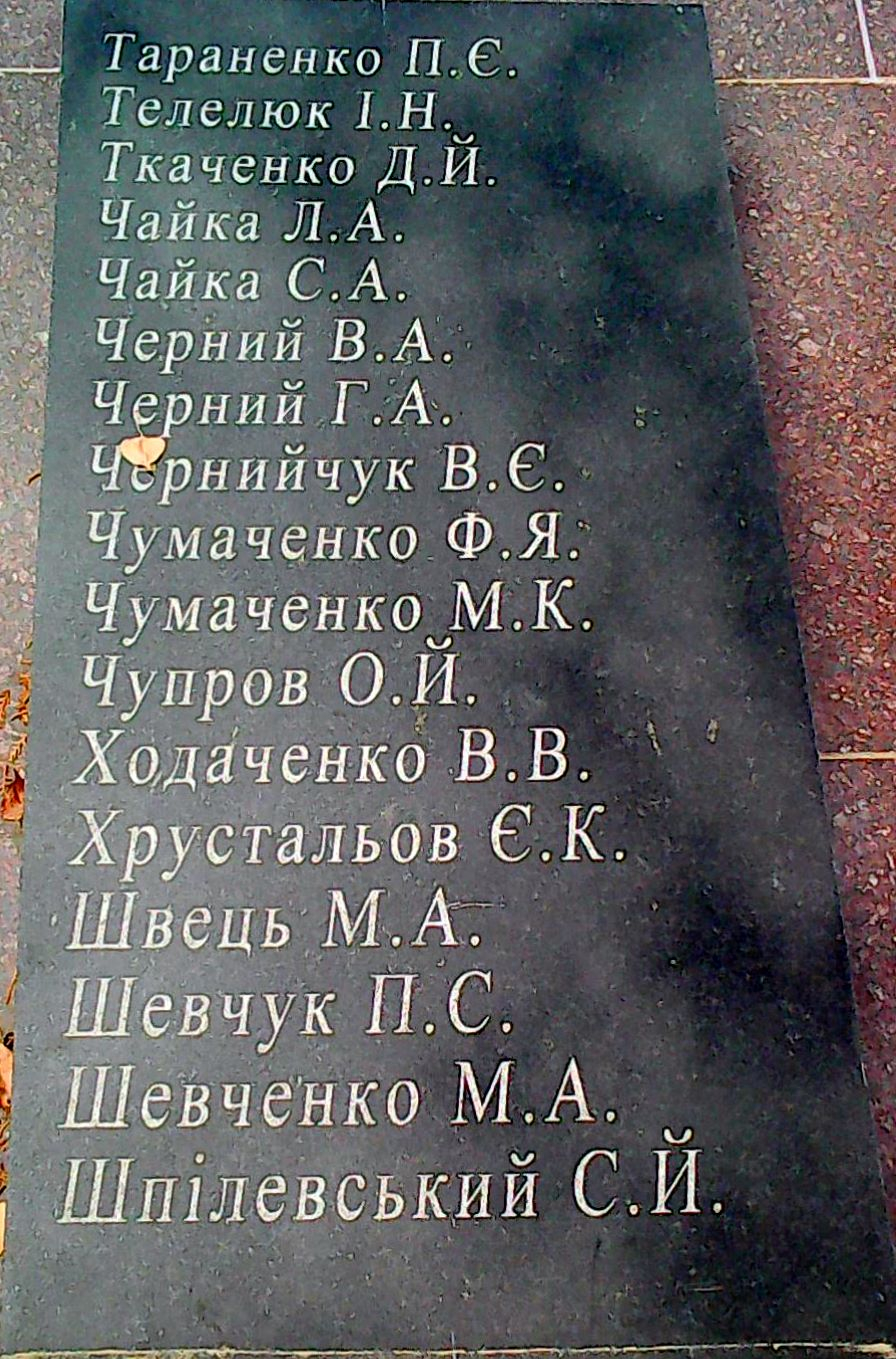 Тараненко П.Є.
Телелюк І.Н.
Ткаченко Д.Й.
Чайка Л.А.
Чайка С.А.
Черний В.А.
Черний Г.А.
Чернийчук В.Є.
Чумаченко Ф.Я.
Чумаченко М.К.
Чупров О.Й.
Ходаченко В.В.
Хрустальов Є.К.
Швець М.А.
Шевчук П.С.
Шевченко М.А.
Шпілевський С.Й.